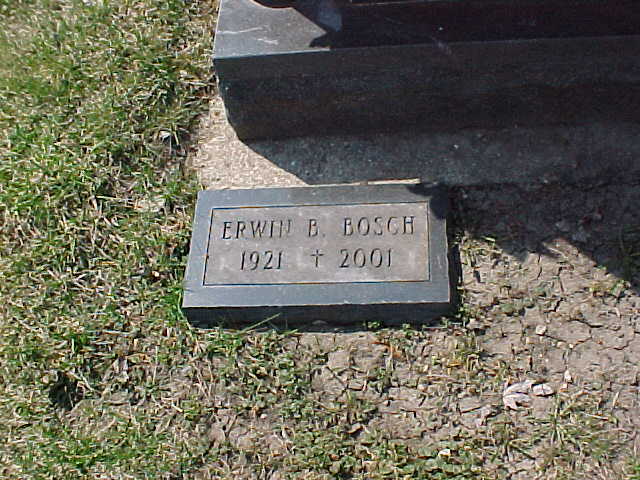 ERWIN B. BOSCH
1921 ✝ 2001